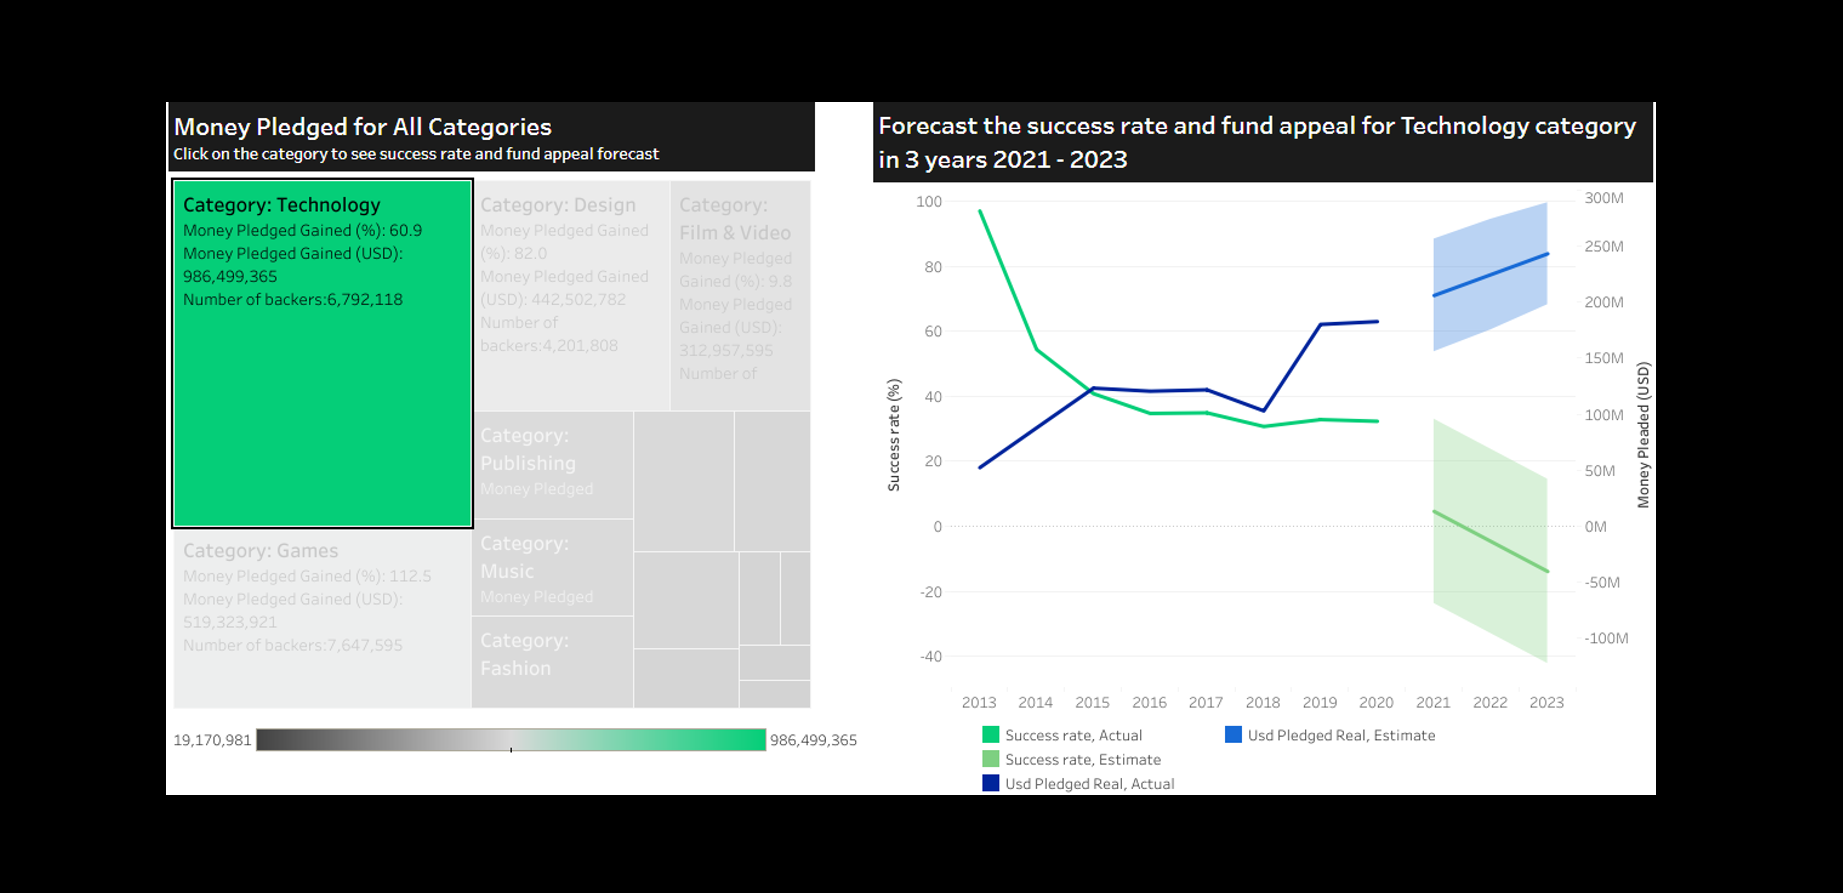 Money Pledged for All Categories
Click on the category to see success rate and fund appeal forecast
Category: Technology
Money Pledged Gained (%): 60.9
Money Pledged Gained (USD):
986,499,365
Number of backers:6,792,118
Category: Design
Money Pledged Gained
(%): 82.0
Money Pledged Gained
(USD): 442,502,782
Number of
backers:4,201,808
Category:
Film & Video
Money Pledged
Gained (%): 9.8
Money Pledged
Gained (USD):
312,957,595
Number of
Category:
Publishing
Money Pledged
Category:
Music
Money Pledged
Category:
Fashion
Category: Games
Money Pledged Gained (%): 112.5
Money Pledged Gained (USD):
519,323,921
Number of backers:7,647,595
19,170,981
986,499,365
Forecast the success rate and fund appeal for Technology category
in 3 years 2021 - 2023
Success rate (%)
100
80
60
40
20
0
-20
-40
300M
250M
200M
150M
100M
50M
0M
-50M
-100M
Money Pleaded (USD)
2013 2014 2015 2016 2017 2018 2019 2020 2021 2022 2023
Success rate, Actual
Success rate, Estimate
Usd Pledged Real, Actual
Usd Pledged Real, Estimate